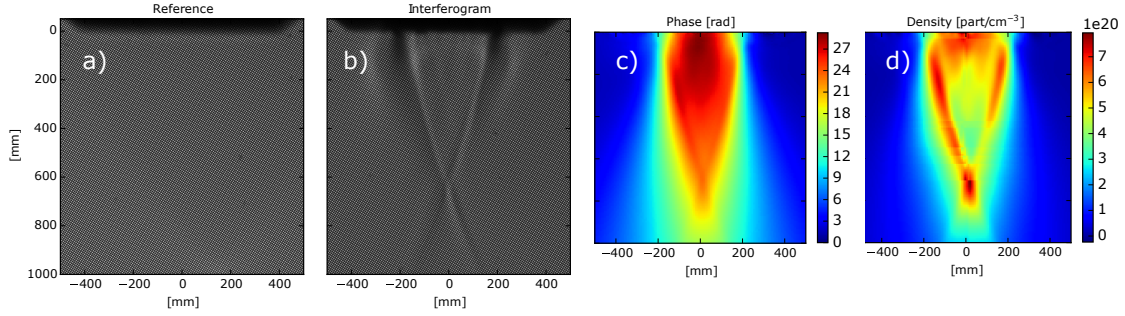 Reference
Interferogram
Phase [rad]
Density [part/cm⁻³]
1e20
a)
b)
c)
d)
0
200
400
600
800
1000
[mm]
−400 −200 0 200 400
[mm]
−400 −200 0 200 400
[mm]
−400 −200 0 200 400
[mm]
27
24
21
18
15
12
9
6
3
0
−400 −200 0 200 400
[mm]
7
6
5
4
3
2
1
0